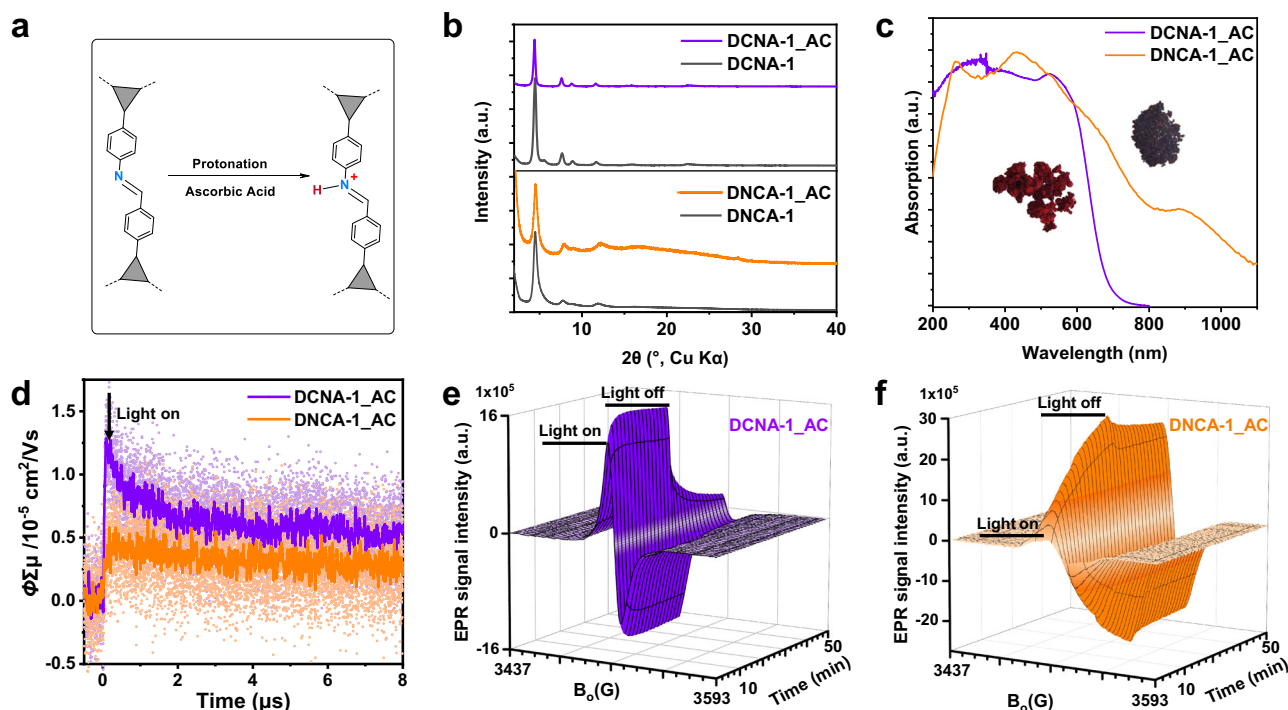 a
N
Protonation
Ascorbic Acid
H
N
+
b
DCNA-1_AC
DCNA-1
DNCA-1_AC
DNCA-1
Intensity (a.u.)
10
20
30
40
2θ (°, Cu Kα)
c
DCNA-1_AC
DNCA-1_AC
Absorption (a.u.)
200
400
600
800
1000
Wavelength (nm)
d
DCNA-1_AC
DNCA-1_AC
Light on
ΦΣμ /10⁻⁵ cm²/Vs
1.5
1.0
0.5
0.0
-0.5
0
2
4
6
8
Time (μs)
e
1x10⁵
16
0
-16
EPR signal intensity (a.u.)
Light off
Light on
DCNA-1_AC
3437
3593
Bₒ(G)
10
50
Time (min)
f
x10⁵
30
20
10
0
-10
-20
EPR signal intensity (a.u.)
Light off
Light on
DNCA-1_AC
3437
3593
Bₒ(G)
10
50
Time (min)